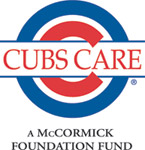 CUBS CARE
®
A McCORMICK
FOUNDATION FUND